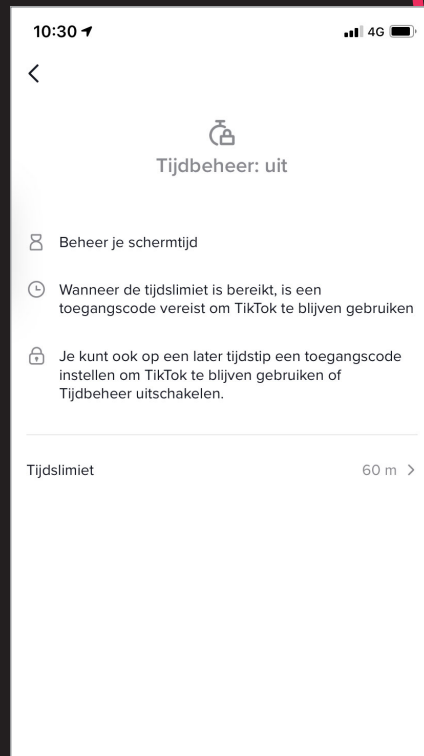 10:30
4G
Tijdbeheer: uit
Beheer je schermtijd
Wanneer de tijdslimiet is bereikt, is een
toegangscode vereist om TikTok te blijven gebruiken
Je kunt ook op een later tijdstip een toegangscode
instellen om TikTok te blijven gebruiken of
Tijdbeheer uitschakelen.
Tijdslimiet 60 m